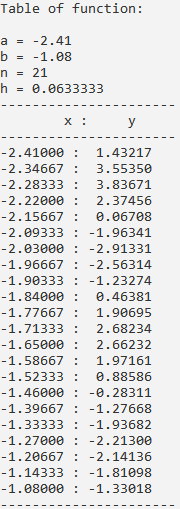 Table of function:
a = -2.41
b = -1.08
n = 21
h = 0.0633333
----------------------
x : y
----------------------
-2.41000 : 1.43217
-2.34667 : 3.55350
-2.28333 : 3.83671
-2.22000 : 2.37456
-2.15667 : 0.06708
-2.09333 : -1.96341
-2.03000 : -2.91331
-1.96667 : -2.56314
-1.90333 : -1.23274
-1.84000 : 0.46381
-1.77667 : 1.90695
-1.71333 : 2.68234
-1.65000 : 2.66232
-1.58667 : 1.97161
-1.52333 : 0.88586
-1.46000 : -0.28311
-1.39667 : -1.27668
-1.33333 : -1.93682
-1.27000 : -2.21300
-1.20667 : -2.14136
-1.14333 : -1.81098
-1.08000 : -1.33018
----------------------